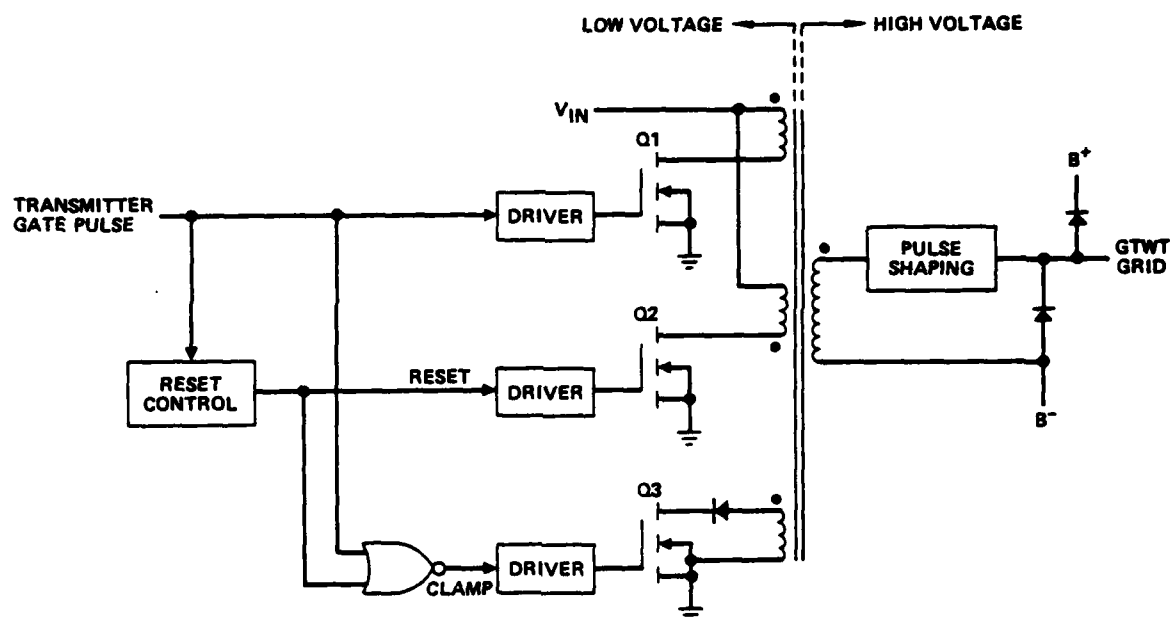 LOW VOLTAGE
HIGH VOLTAGE
VIN
Q1
B+
TRANSMITTER
GATE PULSE
DRIVER
PULSE
SHAPING
GTWT
GRID
Q2
RESET
CONTROL
RESET
DRIVER
B-
Q3
CLAMP
DRIVER